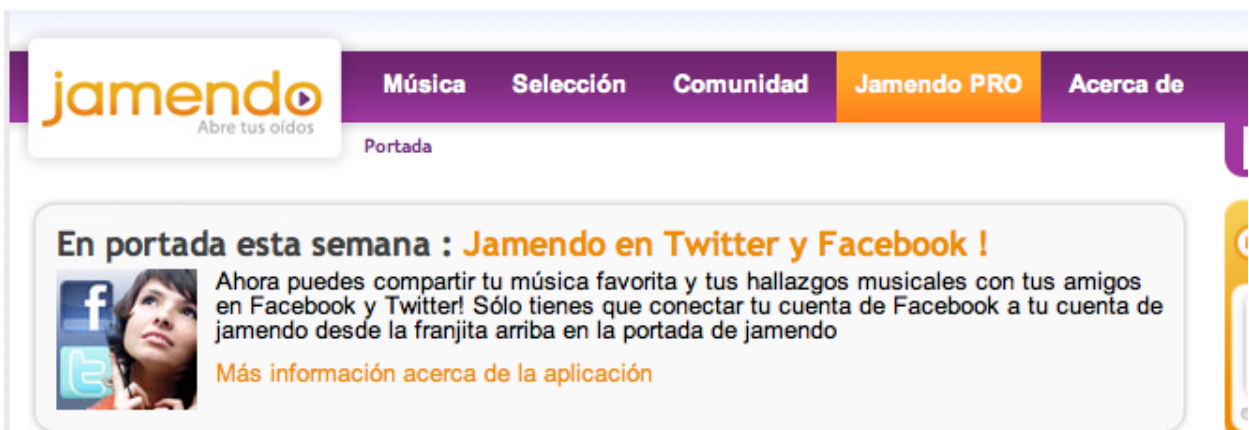 jamendo
Abre tus oídos
Música Selección Comunidad Jamendo PRO Acerca de
Portada
En portada esta semana : Jamendo en Twitter y Facebook !
Ahora puedes compartir tu música favorita y tus hallazgos musicales con tus amigos
en Facebook y Twitter! Sólo tienes que conectar tu cuenta de Facebook a tu cuenta de
jamendo desde la franjita arriba en la portada de jamendo
Más información acerca de la aplicación